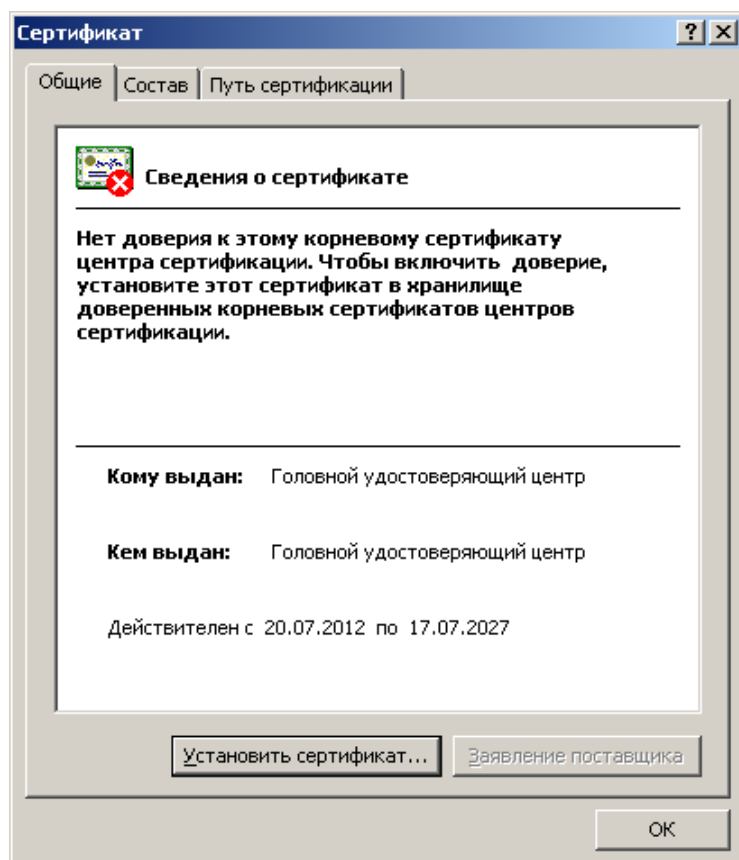 Сертификат
Общие Состав Путь сертификации
Сведения о сертификате
Нет доверия к этому корневому сертификату
центра сертификации. Чтобы включить доверие,
установите этот сертификат в хранилище
доверенных корневых сертификатов центров
сертификации.
Кому выдан: Головной удостоверяющий центр
Кем выдан: Головной удостоверяющий центр
Действителен с 20.07.2012 по 17.07.2027
Установить сертификат... Заявление поставщика
ОК